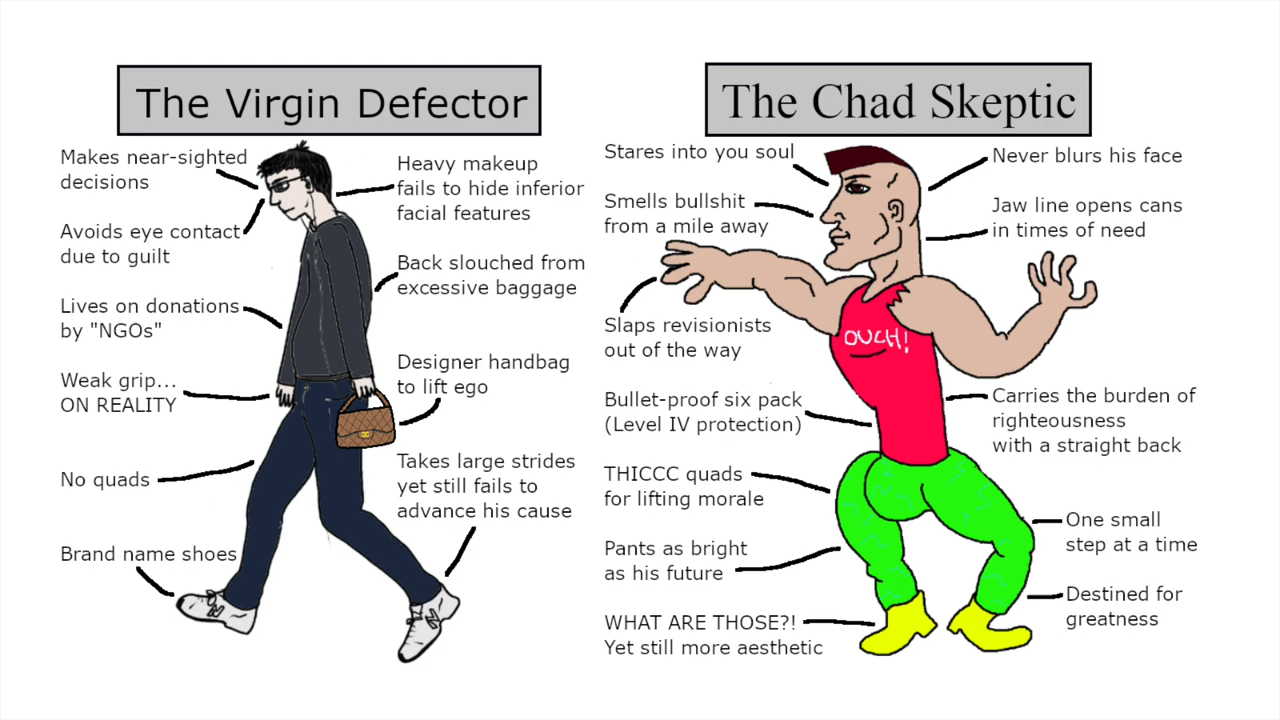 The Virgin Defector
Makes near-sighted
decisions
Avoids eye contact
due to guilt
Lives on donations
by "NGOs"
Weak grip...
ON REALITY
No quads
Brand name shoes
Heavy makeup
fails to hide inferior
facial features
Back slouched from
excessive baggage
Designer handbag
to lift ego
Takes large strides
yet still fails to
advance his cause
The Chad Skeptic
Stares into you soul
Smells bullshit
from a mile away
Slaps revisionists
out of the way
Bullet-proof six pack
(Level IV protection)
THICCC quads
for lifting morale
Pants as bright
as his future
WHAT ARE THOSE?!
Yet still more aesthetic
OUCH!
Never blurs his face
Jaw line opens cans
in times of need
Carries the burden of
righteousness
with a straight back
One small
step at a time
Destined for
greatness